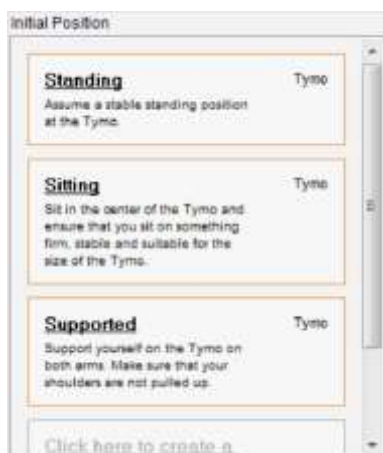 Initial Position
Standing Tymo
Assume a stable standing position
at the Tymo.
Sitting Tymo
Sit in the center of the Tymo and
ensure that you sit on something
firm, stable and suitable for the
size of the Tymo.
Supported Tymo
Support yourself on the Tymo on
both arms. Make sure that your
shoulders are not pulled up.
Click here to create a